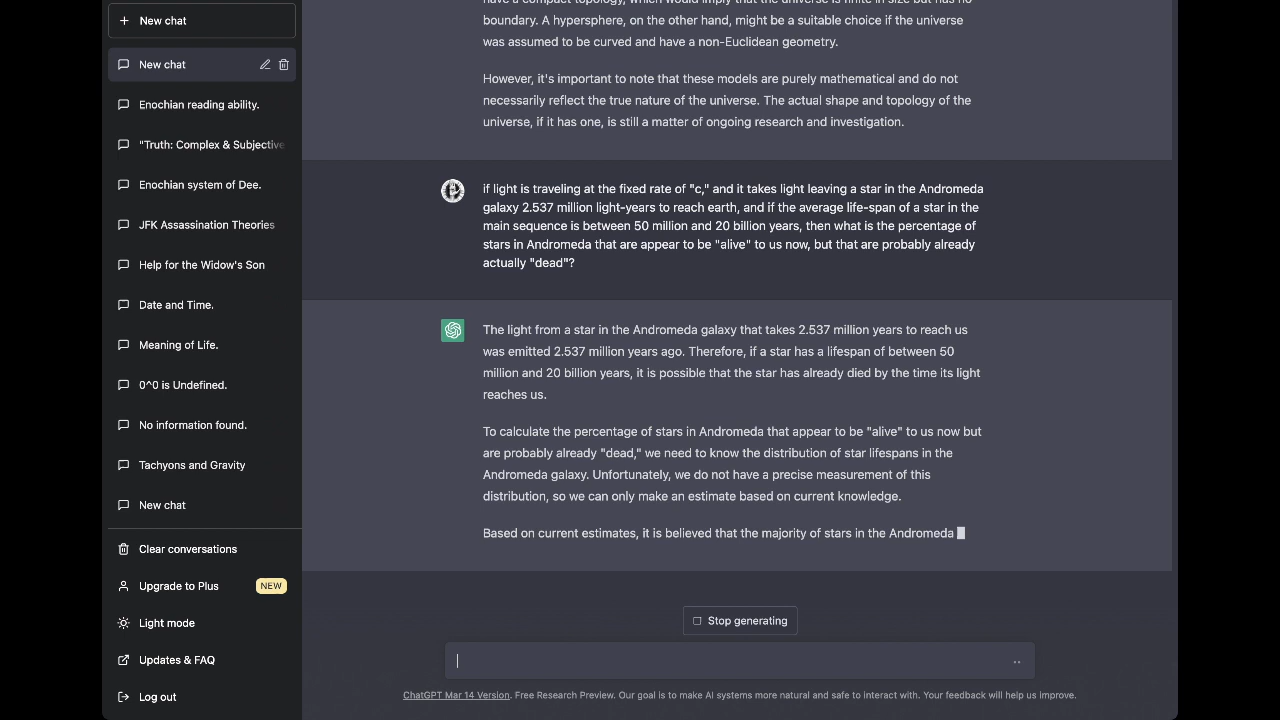 New chat
New chat
Enochian reading ability.
"Truth: Complex & Subjective
Enochian system of Dee.
JFK Assassination Theories
Help for the Widow's Son
Date and Time.
Meaning of Life.
0^0 is Undefined.
No information found.
Tachyons and Gravity
New chat
Clear conversations
Upgrade to Plus NEW
Light mode
Updates & FAQ
Log out
have a compact topology, which would imply that the universe is finite in size but has no
boundary. A hypersphere, on the other hand, might be a suitable choice if the universe
was assumed to be curved and have a non-Euclidean geometry.
However, it's important to note that these models are purely mathematical and do not
necessarily reflect the true nature of the universe. The actual shape and topology of the
universe, if it has one, is still a matter of ongoing research and investigation.
if light is traveling at the fixed rate of "c," and it takes light leaving a star in the Andromeda
galaxy 2.537 million light-years to reach earth, and if the average life-span of a star in the
main sequence is between 50 million and 20 billion years, then what is the percentage of
stars in Andromeda that are appear to be "alive" to us now, but that are probably already
actually "dead"?
The light from a star in the Andromeda galaxy that takes 2.537 million years to reach us
was emitted 2.537 million years ago. Therefore, if a star has a lifespan of between 50
million and 20 billion years, it is possible that the star has already died by the time its light
reaches us.
To calculate the percentage of stars in Andromeda that appear to be "alive" to us now but
are probably already "dead," we need to know the distribution of star lifespans in the
Andromeda galaxy. Unfortunately, we do not have a precise measurement of this
distribution, so we can only make an estimate based on current knowledge.
Based on current estimates, it is believed that the majority of stars in the Andromeda
Stop generating
ChatGPT Mar 14 Version. Free Research Preview. Our goal is to make AI systems more natural and safe to interact with. Your feedback will help us improve.